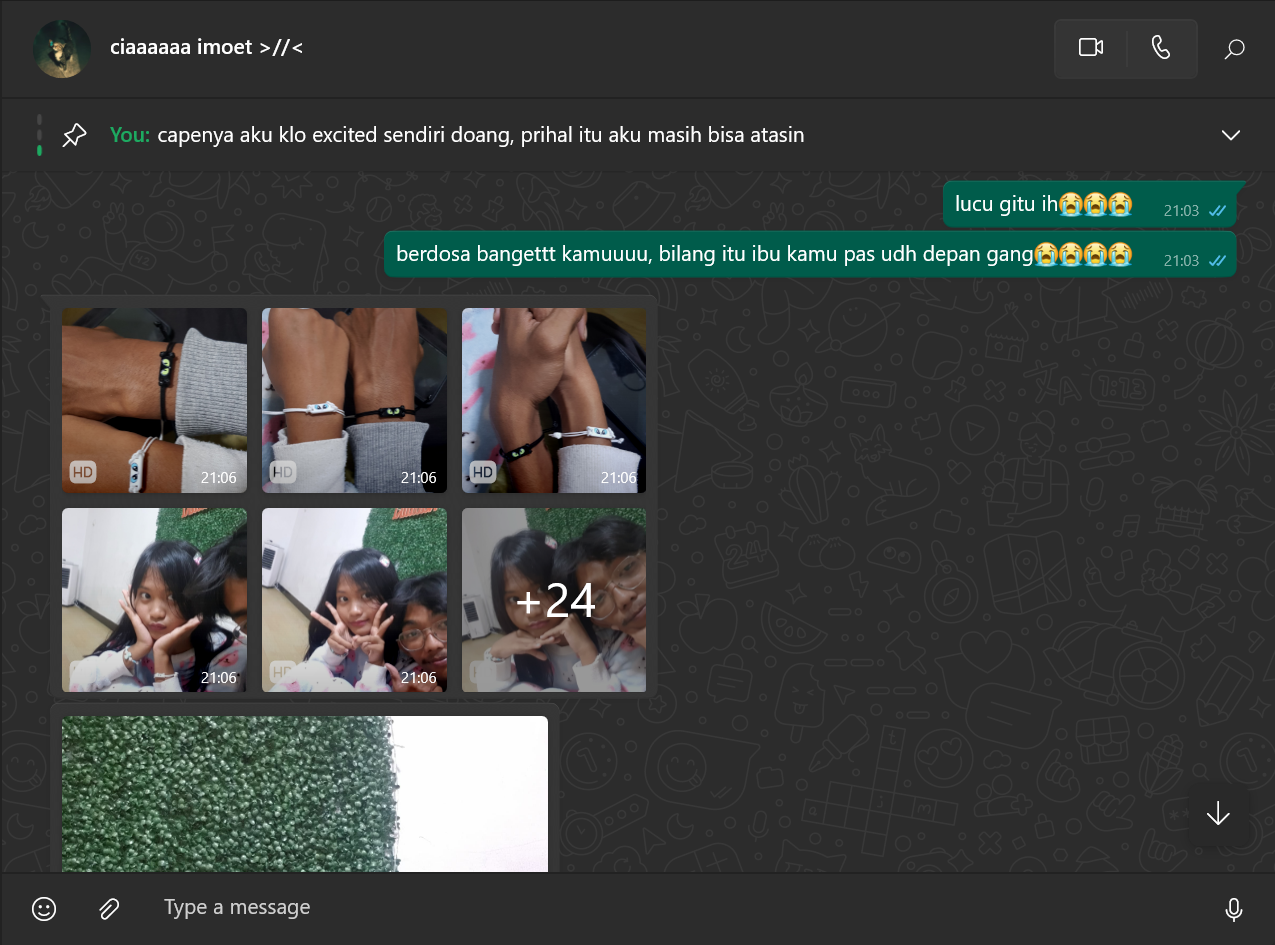 ciaaaaaa imoet >//<
You: capenya aku klo excited sendiri doang, prihal itu aku masih bisa atasin
lucu gitu ih😭😭😭 21:03
berdosa bangettt kamuuuu, bilang itu ibu kamu pas udh depan gang😭😭😭😭 21:03
HD 21:06
HD 21:06
HD 21:06
21:06
HD 21:06
+24
Type a message